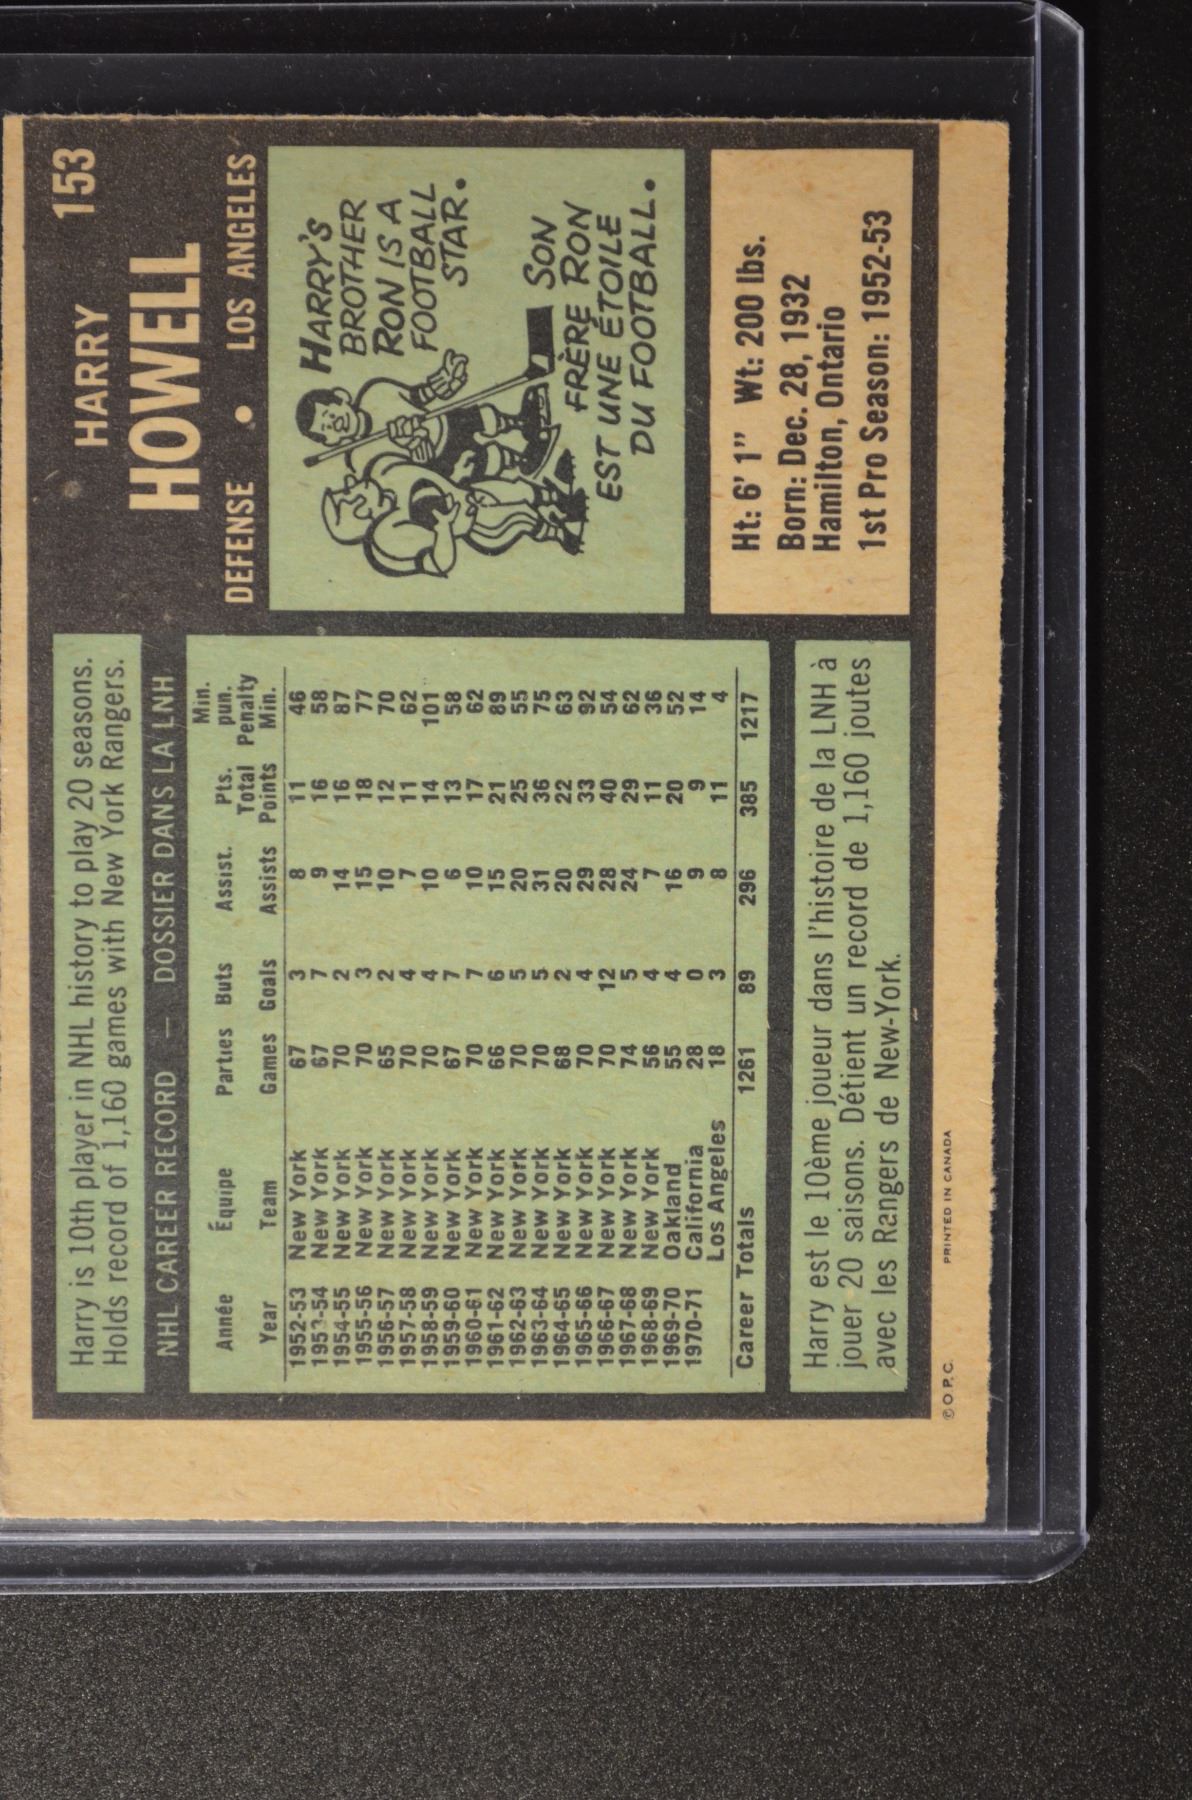 Harry is 10th player in NHL history to play 20 seasons.
Holds record of 1,160 games with New York Rangers.
NHL CAREER RECORD – DOSSIER DANS LA LNH
Année Équipe Parties Buts Assist. Pts. Min. pun.
Year Team Games Goals Assists Total Points Penalty Min.
1952-53 New York 67 3 8 11 46
1953-54 New York 67 7 9 16 58
1954-55 New York 70 2 14 16 87
1955-56 New York 70 3 15 18 77
1956-57 New York 65 2 10 12 70
1957-58 New York 70 4 7 11 62
1958-59 New York 70 4 10 14 101
1959-60 New York 67 7 6 13 58
1960-61 New York 70 7 10 17 62
1961-62 New York 66 6 15 21 89
1962-63 New York 70 5 20 25 55
1963-64 New York 70 5 31 36 75
1964-65 New York 68 2 20 22 63
1965-66 New York 70 4 29 33 92
1966-67 New York 70 12 28 40 54
1967-68 New York 74 5 24 29 62
1968-69 New York 56 4 7 11 36
1969-70 Oakland 55 4 16 20 52
1970-71 California 28 0 9 9 14
Los Angeles 18 3 8 11 4
Career Totals 1261 89 296 385 1217
Harry est le 10ème joueur dans l'histoire de la LNH à
jouer 20 saisons. Détient un record de 1,160 joutes
avec les Rangers de New-York.
HARRY 153
HOWELL
DEFENSE • LOS ANGELES
HARRY'S
BROTHER
RON IS A
FOOTBALL
STAR.
SON
FRÈRE RON
EST UNE ÉTOILE
DU FOOTBALL.
Ht: 6' 1" Wt: 200 lbs.
Born: Dec. 28, 1932
Hamilton, Ontario
1st Pro Season: 1952-53
© O.P.C. PRINTED IN CANADA